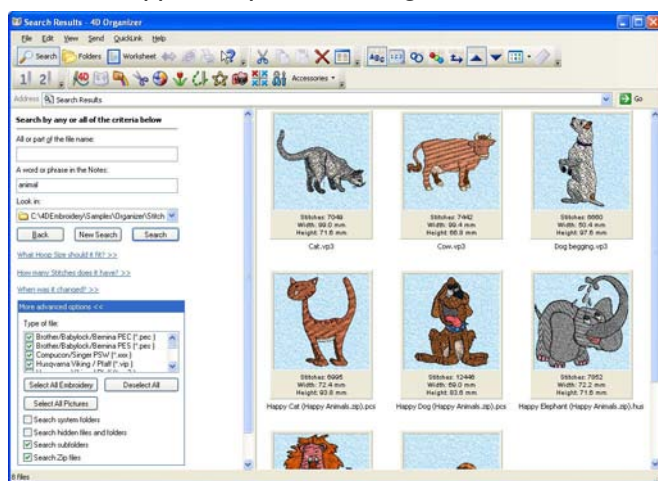 Search Results - 4D Organizer
File Edit View Send QuickLink Help
Search Folders Worksheet
Accessories
Address Search Results Go
Search by any or all of the criteria below
All or part of the file name:
A word or phrase in the Notes:
animal
Look in:
C:\4DEmbroidery\Samples\Organizer\Stitch
Back New Search Search
What Hoop Size should it fit? >>
How many Stitches does it have? >>
When was it changed? >>
More advanced options <<
Type of file:
Brother/Babylock/Bernina PEC (*.pec )
Brother/Babylock/Bernina PES (*.pes )
Compucon/Singer PSW (*.xxx )
Husqvarna Viking / Pfaff (*.vip )
Select All Embroidery Deselect All
Select All Pictures
Search system folders
Search hidden files and folders
Search subfolders
Search Zip files
Stitches: 7048
Width: 99.0 mm
Height: 71.6 mm
Cat.vp3
Stitches: 7442
Width: 99.4 mm
Height: 66.8 mm
Cow.vp3
Stitches: 6660
Width: 50.4 mm
Height: 97.6 mm
Dog begging.vp3
Stitches: 6995
Width: 72.4 mm
Height: 93.8 mm
Happy Cat (Happy Animals.zip).pcs
Stitches: 12446
Width: 69.0 mm
Height: 83.6 mm
Happy Dog (Happy Animals.zip).pcs
Stitches: 7952
Width: 72.2 mm
Height: 71.6 mm
Happy Elephant (Happy Animals.zip).hus
8 files